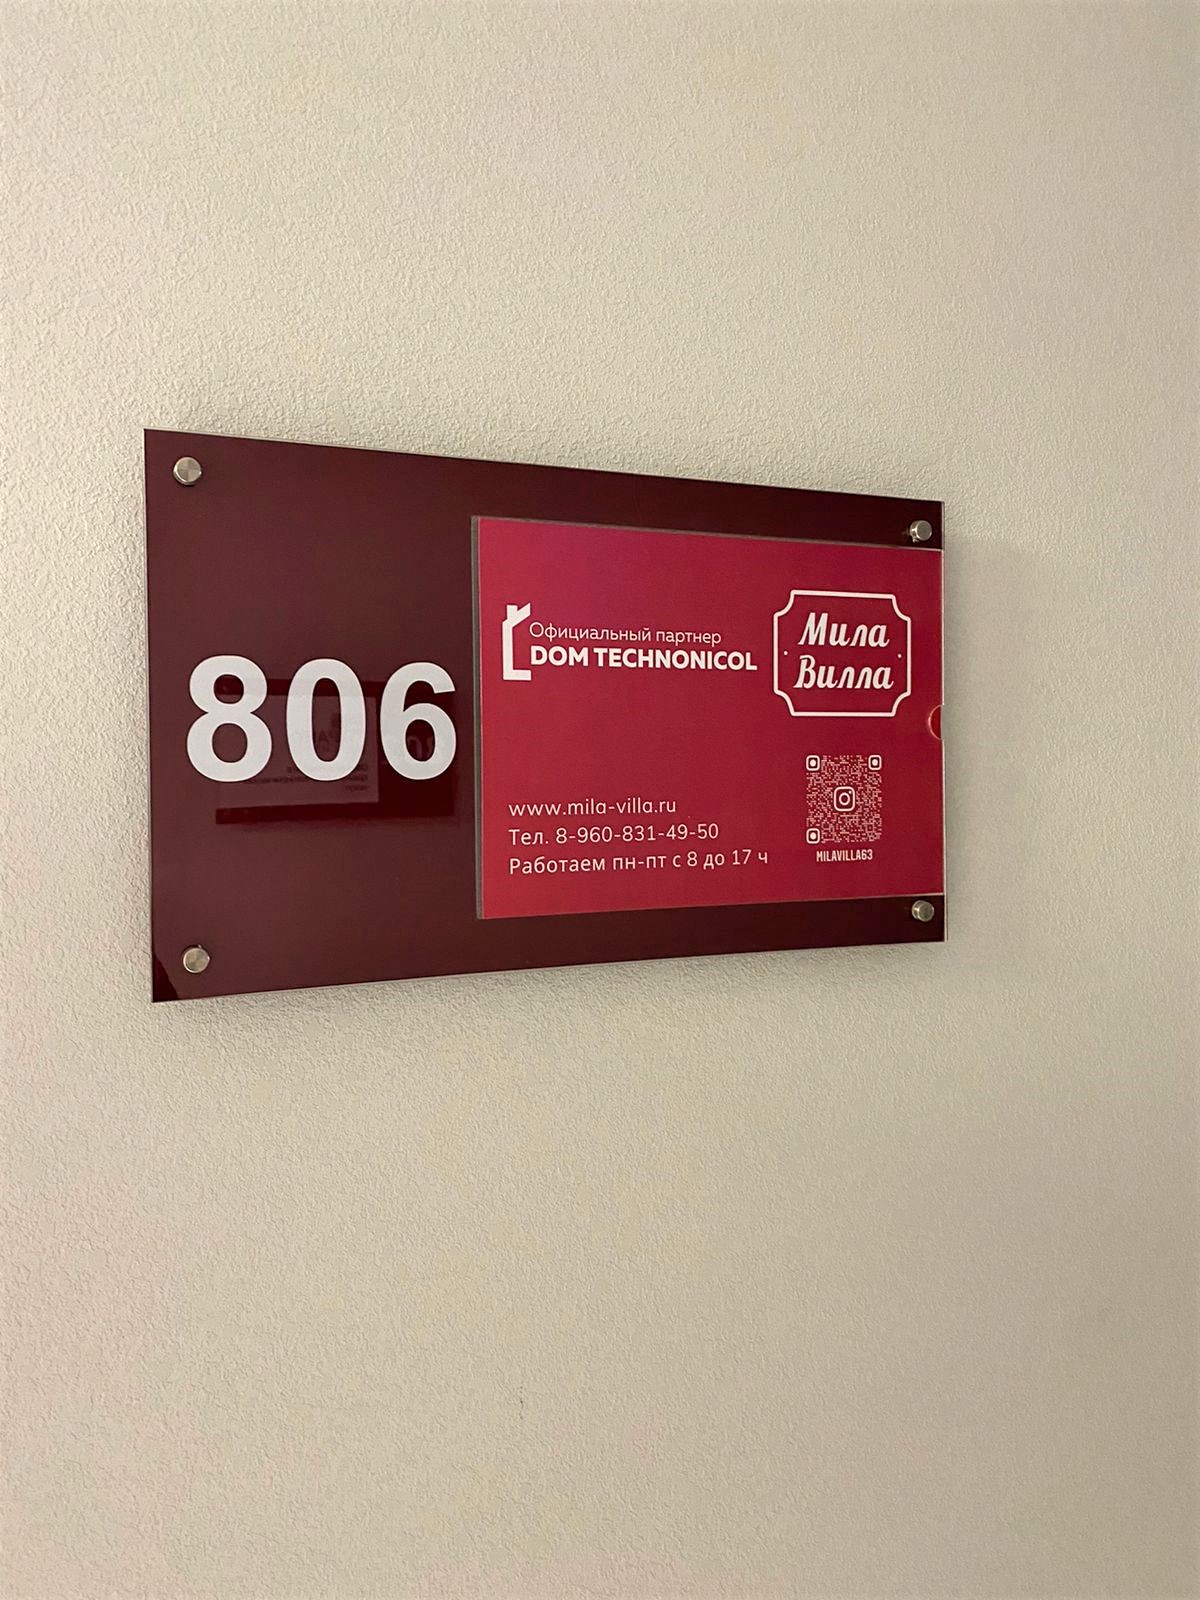 806
Официальный партнер
DOM TECHNONICOL
Мила
Вилла
www.mila-villa.ru
Тел. 8-960-831-49-50
Работаем пн-пт с 8 до 17 ч
MILAVILLA63